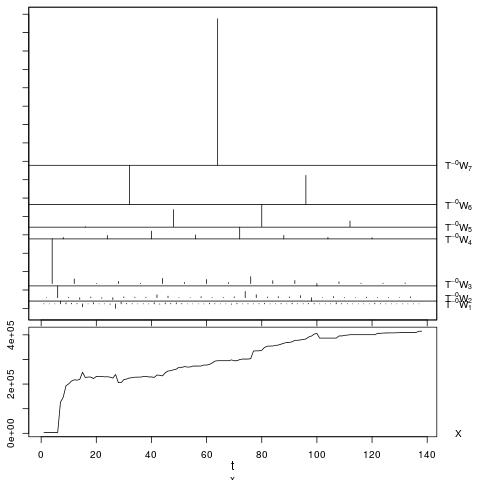 T⁻⁰W₇
T⁻⁰W₆
T⁻⁰W₅
T⁻⁰W₄
T⁻⁰W₃
T⁻⁰W₂
T⁻⁰W₁
4e+05
2e+05
0e+00
X
0 20 40 60 80 100 120 140
t
x